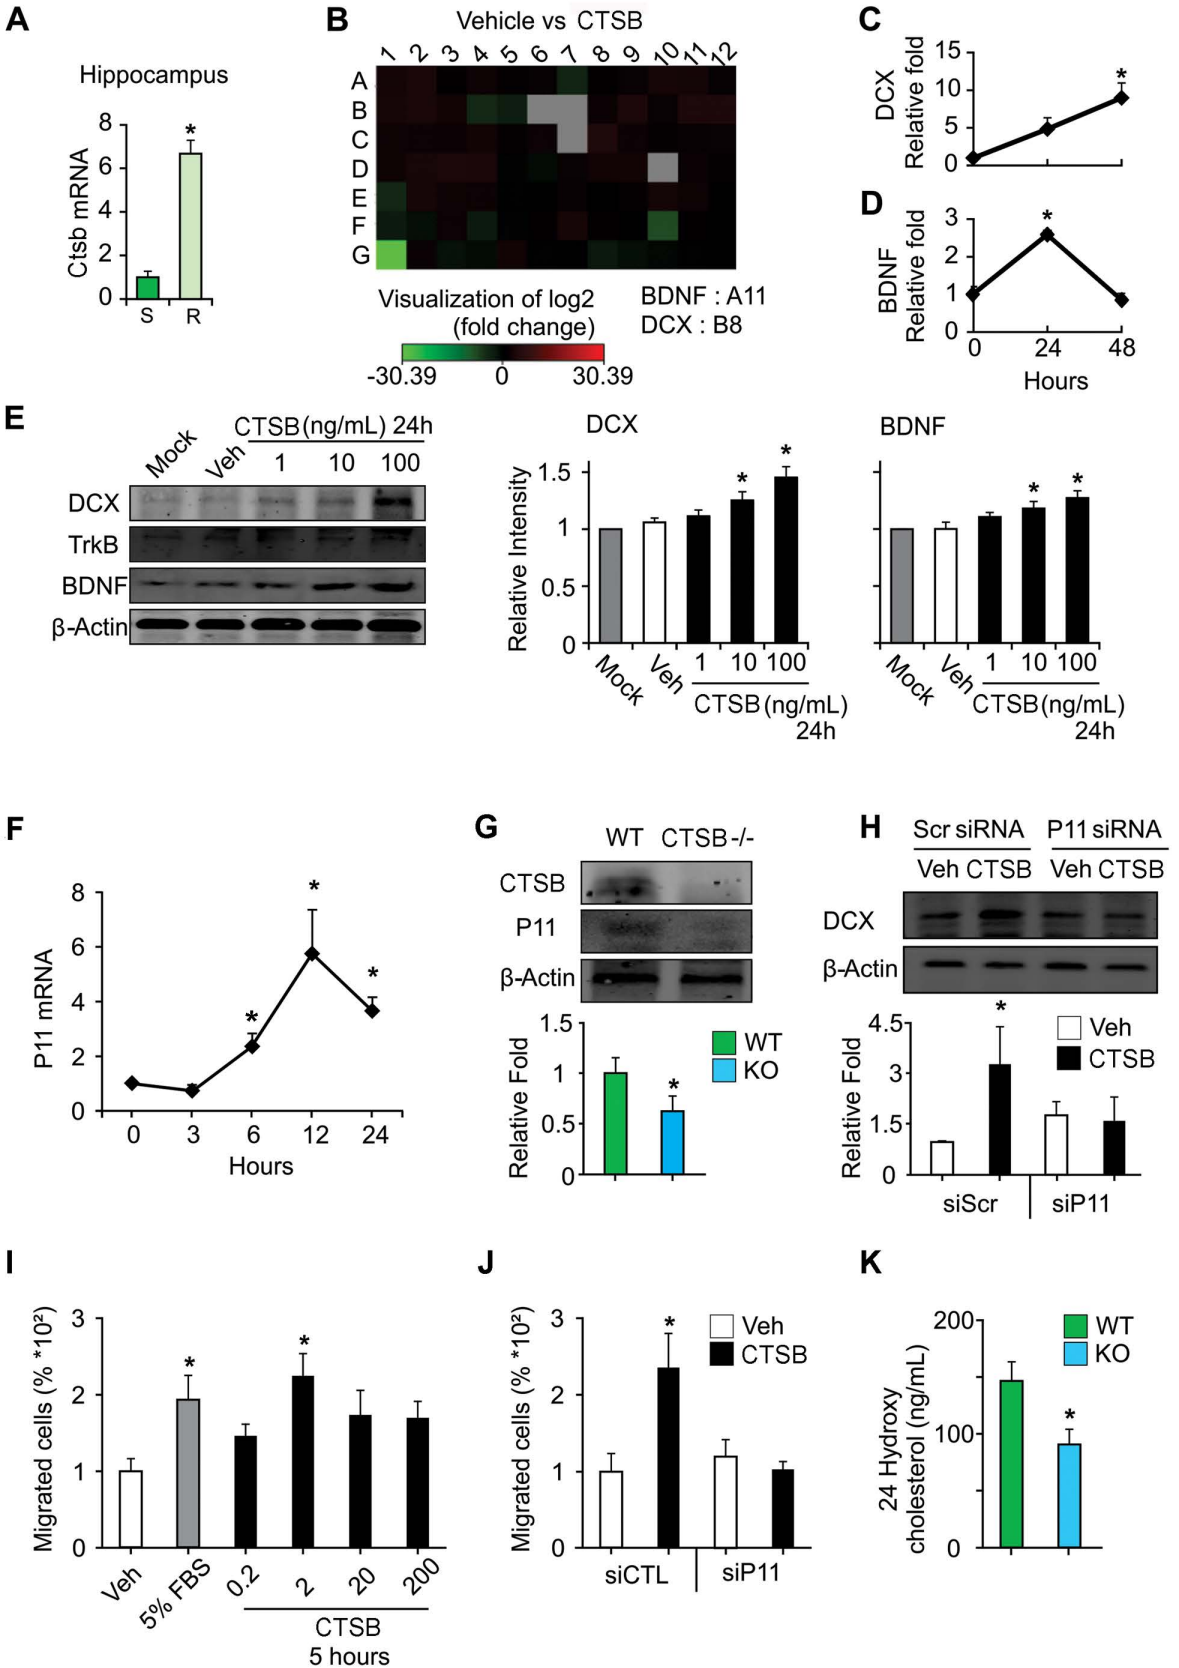 A
Hippocampus
Ctsb mRNA
8
6
4
2
0
*
S R
B
Vehicle vs CTSB
1 2 3 4 5 6 7 8 9 10 11 12
A
B
C
D
E
F
G
Visualization of log2
(fold change)
-30.39 0 30.39
BDNF : A11
DCX : B8
C
DCX
Relative fold
15
10
5
0
*
D
BDNF
Relative fold
3
2
1
0
*
0 24 48
Hours
E
Mock Veh
CTSB (ng/mL) 24h
1 10 100
DCX
TrkB
BDNF
β-Actin
DCX
Relative Intensity
1.5
1
0.5
0
* *
Mock Veh 1 10 100
CTSB (ng/mL)
24h
BDNF
* *
Mock Veh 1 10 100
CTSB (ng/mL)
24h
F
P11 mRNA
8
6
4
2
0
* * *
0 3 6 12 24
Hours
G
WT CTSB -/-
CTSB
P11
β-Actin
Relative Fold
1.5
1
0.5
0
*
WT
KO
H
Scr siRNA P11 siRNA
Veh CTSB Veh CTSB
DCX
β-Actin
Relative Fold
4.5
3
1.5
0
*
Veh
CTSB
siScr siP11
I
Migrated cells (% *10²)
3
2
1
0
* *
Veh 5% FBS 0.2 2 20 200
CTSB
5 hours
J
Migrated cells (% *10²)
3
2
1
0
*
Veh
CTSB
siCTL siP11
K
24 Hydroxy
cholesterol (ng/mL)
200
100
0
*
WT
KO